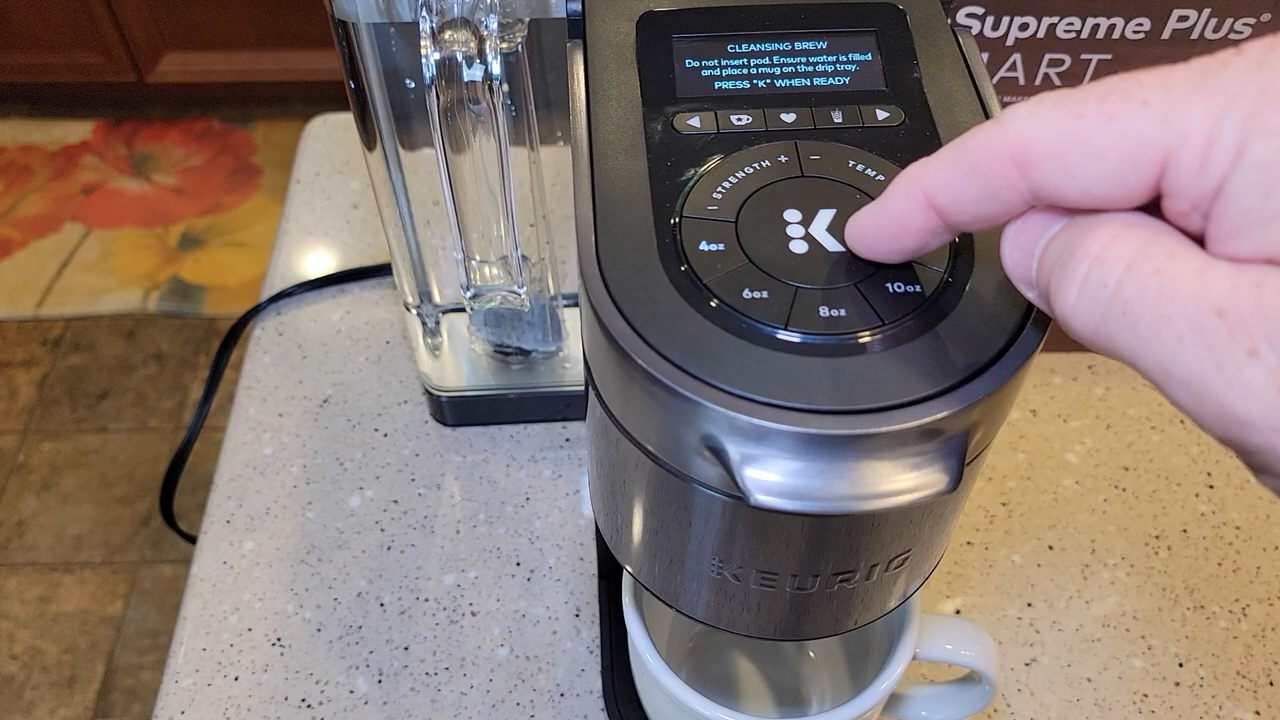 Supreme Plus®
ART
CLEANSING BREW
Do not insert pod. Ensure water is filled
and place a mug on the drip tray.
PRESS "K" WHEN READY
− STRENGTH +
− TEMP
K
4oz
6oz
8oz
10oz
KEURIG